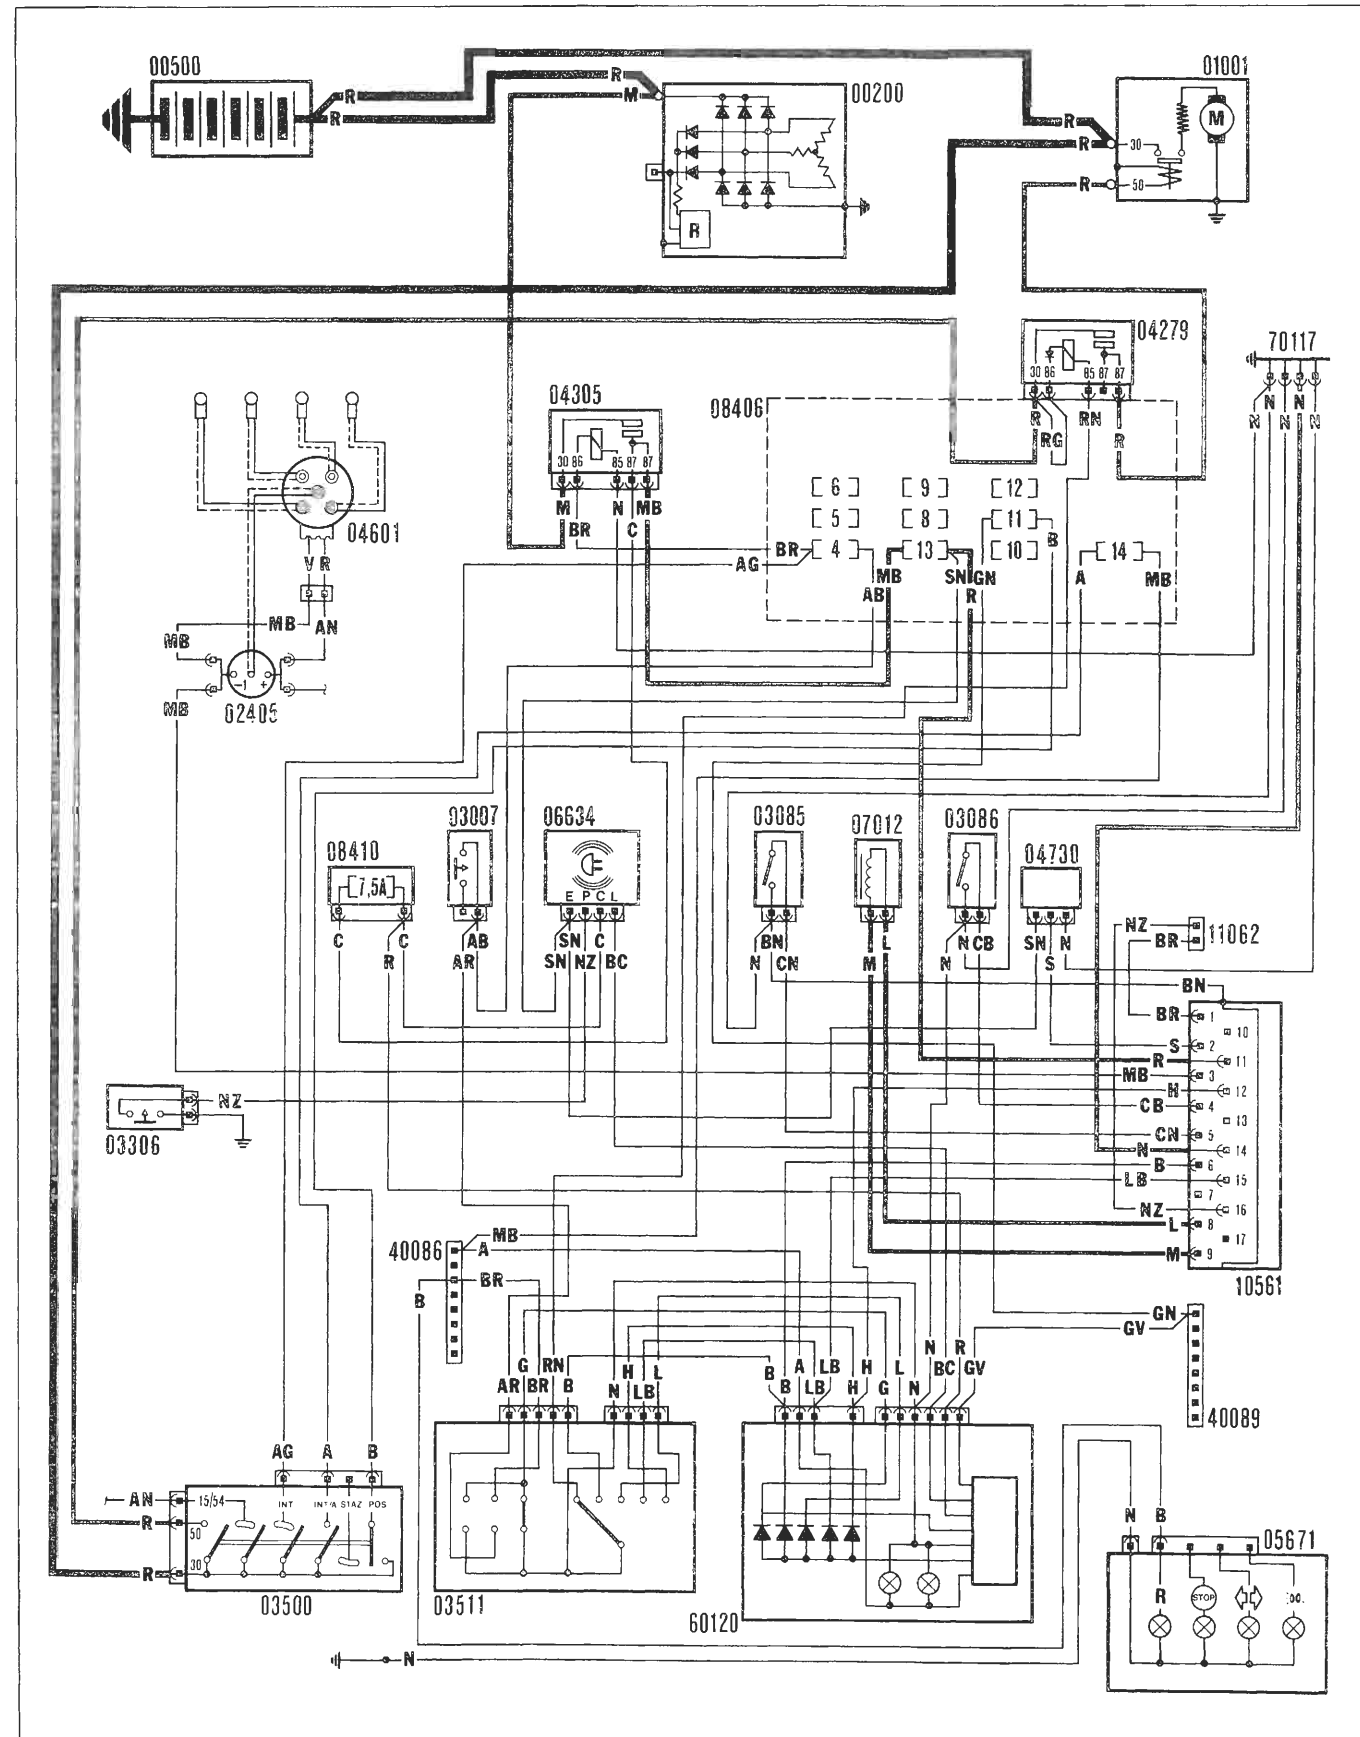 00500
R
R
R
M
00200
R
01001
R
R
R
30
50
M
04279
30 86 85 87 87
R
RG
RN
R
70117
N
N
N
N
04305
30 86 85 87 87
M
BR
N
C
MB
08406
6
9
12
5
8
11
4
13
10
14
BR
AG
MB
AB
SN
GN
R
B
A
MB
04601
V R
MB
AN
MB
MB
- 1 +
02405
08410
7,5A
C
C
R
03007
AB
AR
06634
E P C L
SN
C
SN
NZ
BC
03085
BN
N
CN
07012
L
M
03086
N
CB
N
04730
SN
N
S
NZ
BR
11062
BN
BR
1
10
S
2
R
11
MB
3
H
12
CB
4
13
CN
5
N
14
B
6
LB
15
7
NZ
16
L
8
17
M
9
10561
NZ
03306
MB
40086
A
BR
B
G
RN
H
L
AR
BR
B
N
LB
B
A
LB
H
L
N
BC
R
GV
B
LB
H
G
N
GN
GV
40089
AG
A
B
AN
15/54
INT
INT/A
STAZ
POS
R
50
R
30
03500
03511
60120
N
B
05671
R
STOP
N